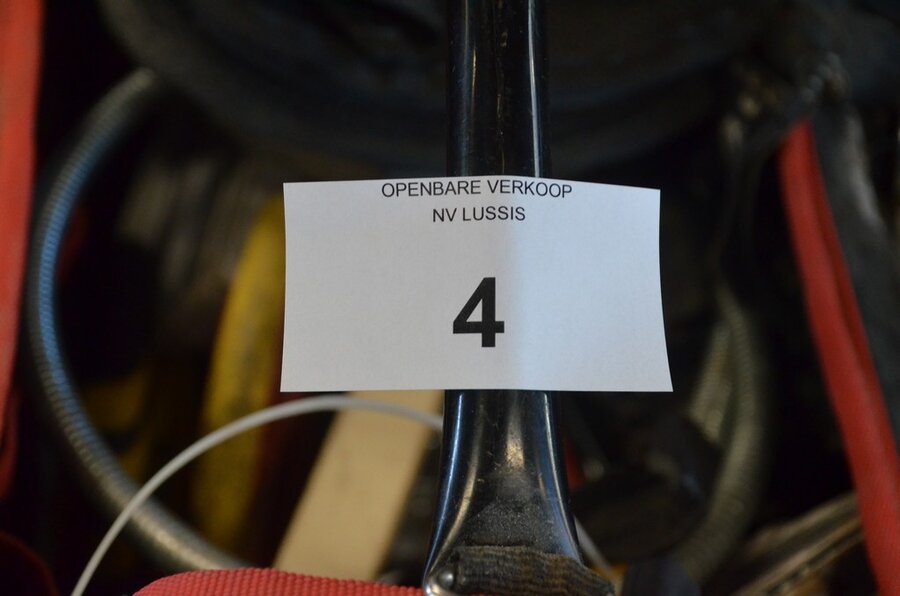 OPENBARE VERKOOP
NV LUSSIS
4